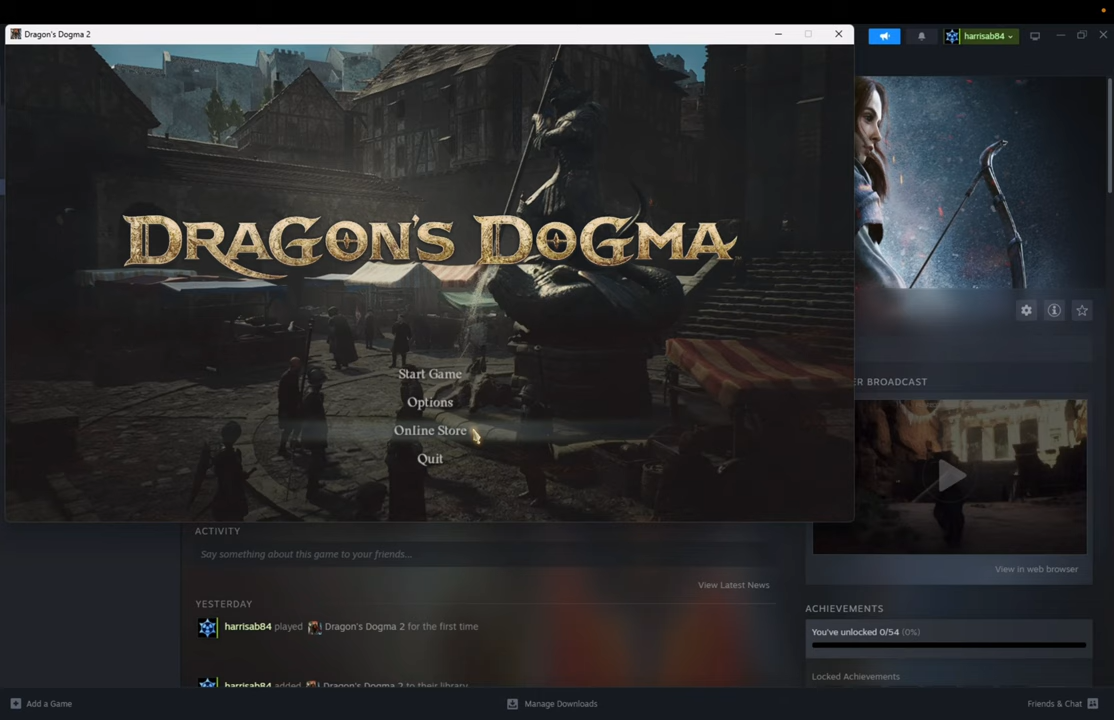 Dragon's Dogma 2
harrisab84
DRAGON'S DOGMA
Start Game
Options
Online Store
Quit
ER BROADCAST
View in web browser
ACTIVITY
Say something about this game to your friends...
View Latest News
YESTERDAY
harrisab84 played Dragon's Dogma 2 for the first time
harrisab84 added Dragon's Dogma 2 to their library
ACHIEVEMENTS
You've unlocked 0/54 (0%)
Locked Achievements
Add a Game
Manage Downloads
Friends & Chat